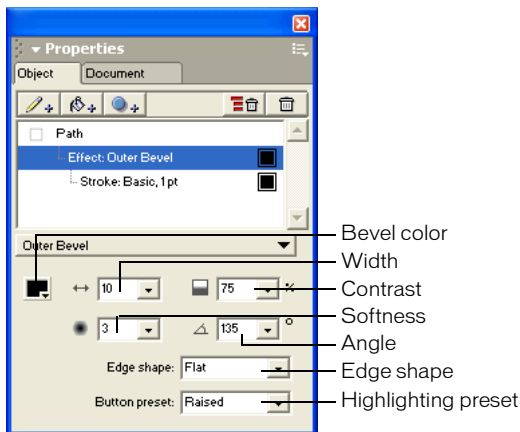 Properties
Object Document
Path
Effect: Outer Bevel
Stroke: Basic, 1 pt
Outer Bevel
10 75 %
3 135 °
Edge shape: Flat
Button preset: Raised
Bevel color
Width
Contrast
Softness
Angle
Edge shape
Highlighting preset